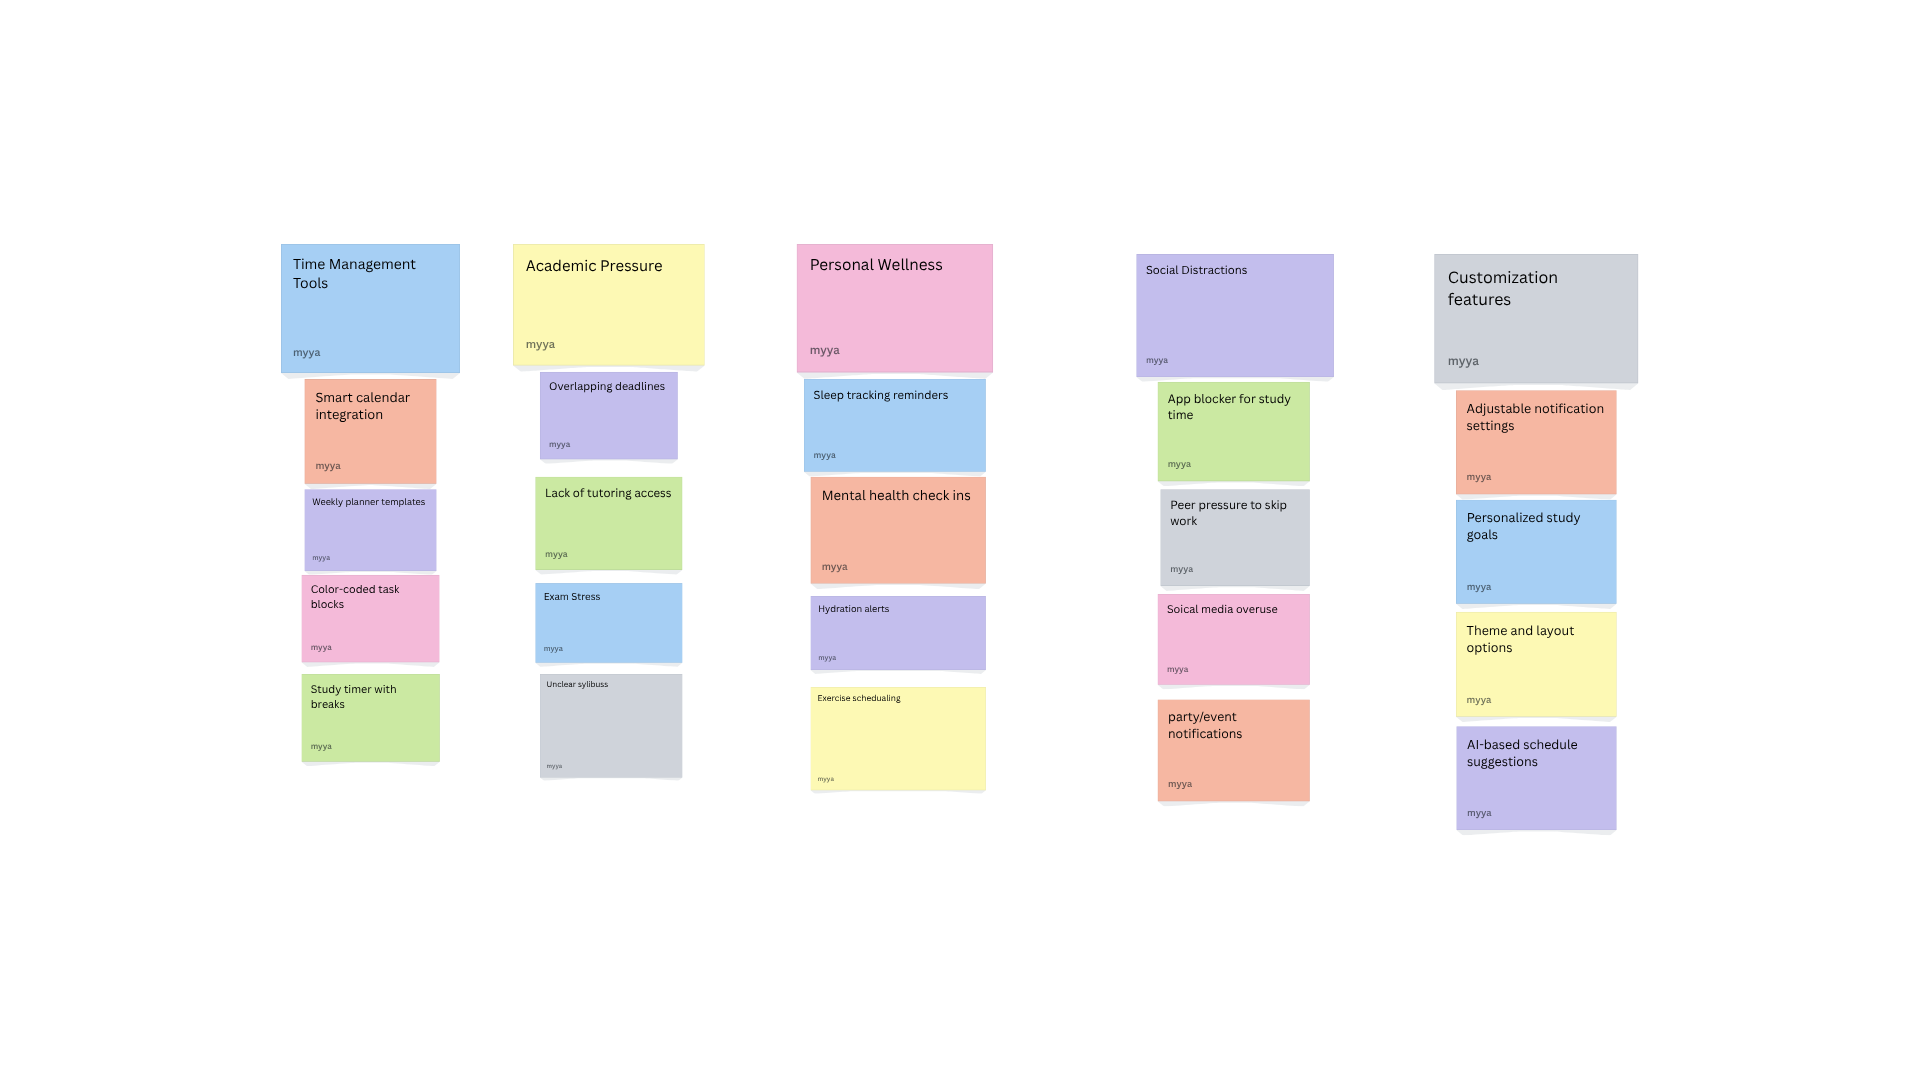 Time Management
Tools
myya
Smart calendar
integration
myya
Weekly planner templates
myya
Color-coded task
blocks
myya
Study timer with
breaks
myya
Academic Pressure
myya
Overlapping deadlines
myya
Lack of tutoring access
myya
Exam Stress
myya
Unclear sylibuss
myya
Personal Wellness
myya
Sleep tracking reminders
myya
Mental health check ins
myya
Hydration alerts
myya
Exercise schedualing
myya
Social Distractions
myya
App blocker for study
time
myya
Peer pressure to skip
work
myya
Soical media overuse
myya
party/event
notifications
myya
Customization
features
myya
Adjustable notification
settings
myya
Personalized study
goals
myya
Theme and layout
options
myya
AI-based schedule
suggestions
myya